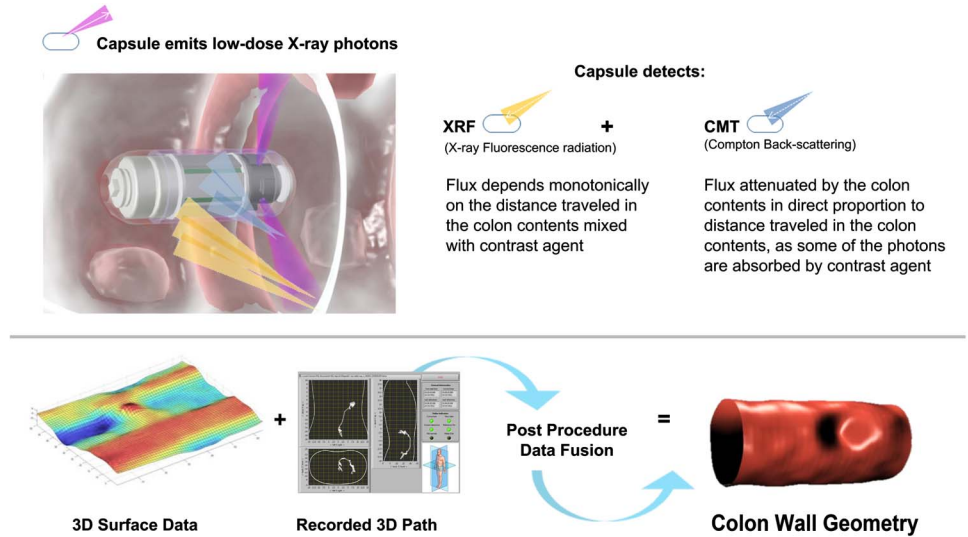 Capsule emits low-dose X-ray photons
Capsule detects:
XRF
+
CMT
(X-ray Fluorescence radiation)
(Compton Back-scattering)
Flux depends monotonically
on the distance traveled in
the colon contents mixed
with contrast agent
Flux attenuated by the colon
contents in direct proportion to
distance traveled in the colon
contents, as some of the photons
are absorbed by contrast agent
+
Post Procedure
Data Fusion
=
3D Surface Data
Recorded 3D Path
Colon Wall Geometry